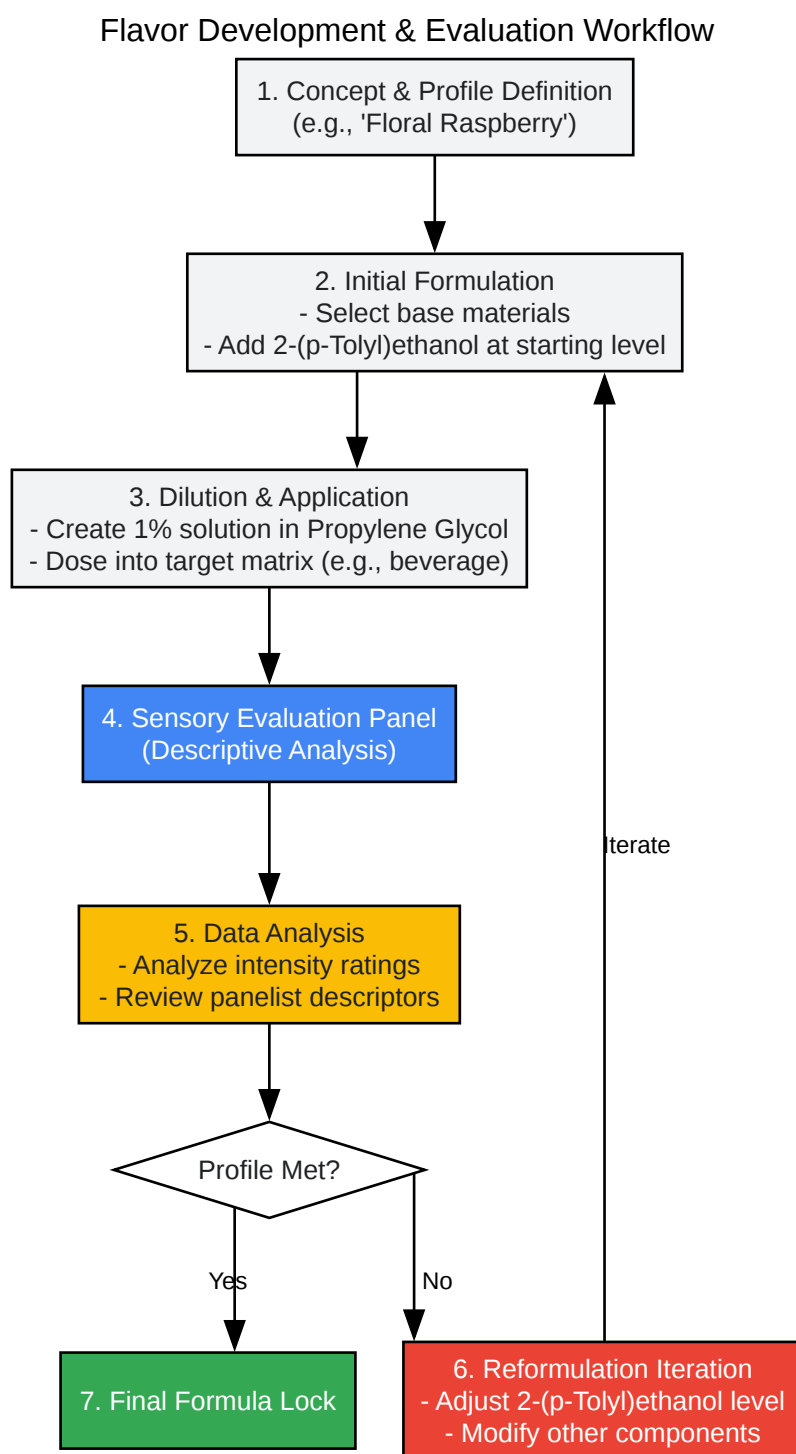 Flavor Development & Evaluation Workflow
1. Concept & Profile Definition
(e.g., 'Floral Raspberry')
2. Initial Formulation
- Select base materials
- Add 2-(p-Tolyl)ethanol at starting level
3. Dilution & Application
- Create 1% solution in Propylene Glycol
- Dose into target matrix (e.g., beverage)
4. Sensory Evaluation Panel
(Descriptive Analysis)
Iterate
5. Data Analysis
- Analyze intensity ratings
- Review panelist descriptors
Profile Met?
Yes
No
7. Final Formula Lock
6. Reformulation Iteration
- Adjust 2-(p-Tolyl)ethanol level
- Modify other components